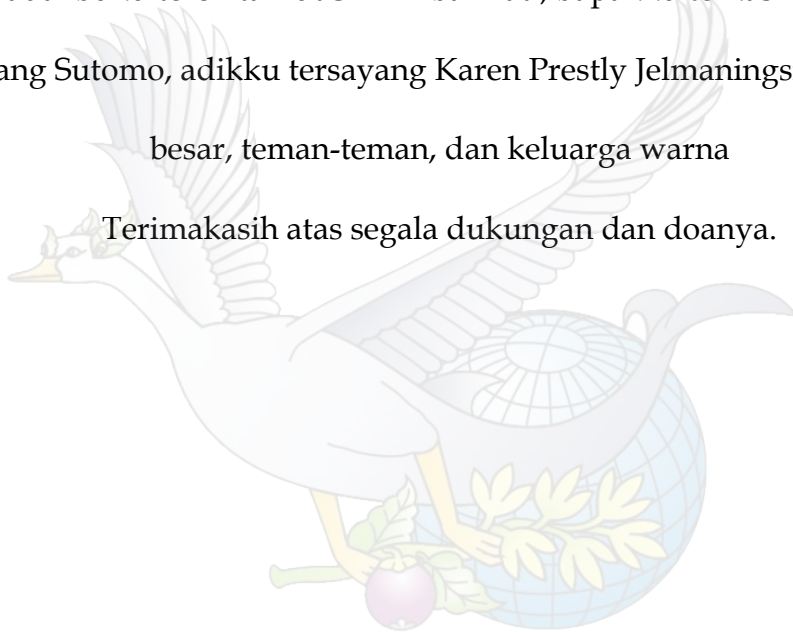 ang Sutomo, adikku tersayang Karen Prestly Jelmanings
besar, teman-teman, dan keluarga warna
Terimakasih atas segala dukungan dan doanya.